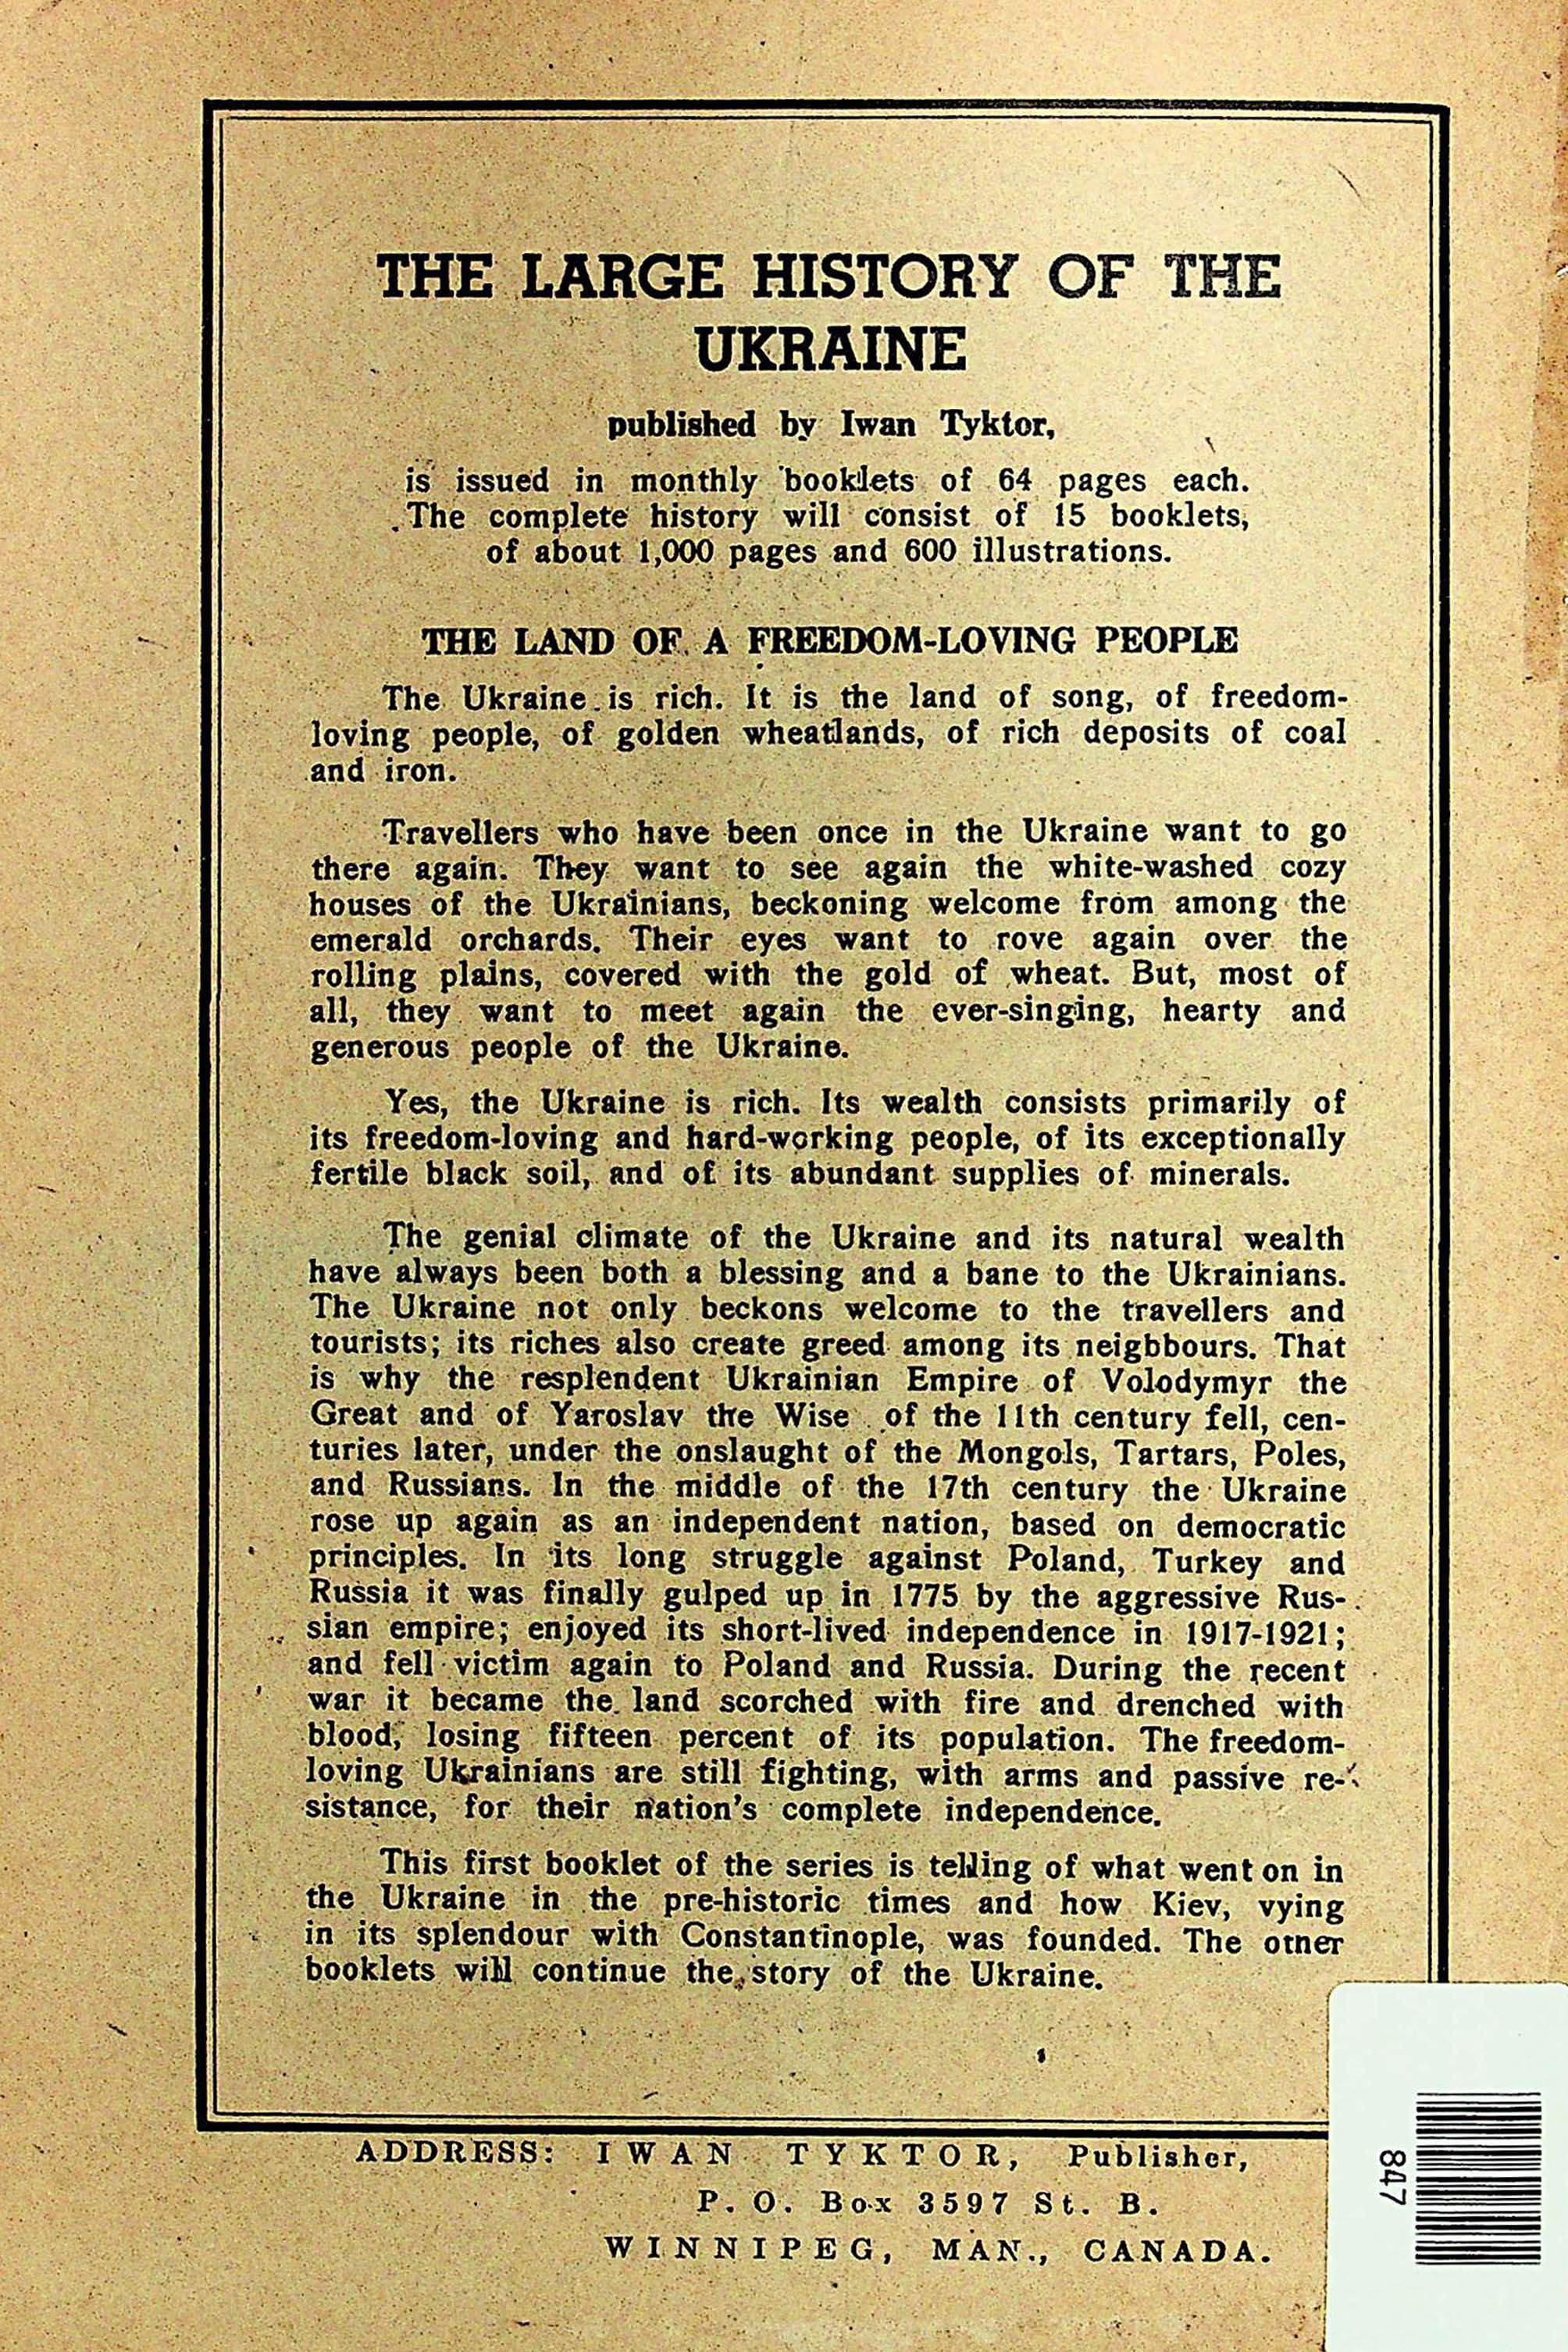 THE LARGE HISTORY OF THE
UKRAINE
published by Iwan Tyktor,
is issued in monthly booklets of 64 pages each.
The complete history will consist of 15 booklets,
of about 1,000 pages and 600 illustrations.
THE LAND OF A FREEDOM-LOVING PEOPLE
The Ukraine is rich. It is the land of song, of freedom-
loving people, of golden wheatlands, of rich deposits of coal
and iron.
Travellers who have been once in the Ukraine want to go
there again. They want to see again the white-washed cozy
houses of the Ukrainians, beckoning welcome from among the
emerald orchards. Their eyes want to rove again over the
rolling plains, covered with the gold of wheat. But, most of
all, they want to meet again the ever-singing, hearty and
generous people of the Ukraine.
Yes, the Ukraine is rich. Its wealth consists primarily of
its freedom-loving and hard-working people, of its exceptionally
fertile black soil, and of its abundant supplies of minerals.
The genial climate of the Ukraine and its natural wealth
have always been both a blessing and a bane to the Ukrainians.
The Ukraine not only beckons welcome to the travellers and
tourists; its riches also create greed among its neigbbours. That
is why the resplendent Ukrainian Empire of Volodymyr the
Great and of Yaroslav the Wise of the 11th century fell, cen-
turies later, under the onslaught of the Mongols, Tartars, Poles,
and Russians. In the middle of the 17th century the Ukraine
rose up again as an independent nation, based on democratic
principles. In its long struggle against Poland, Turkey and
Russia it was finally gulped up in 1775 by the aggressive Rus-
sian empire; enjoyed its short-lived independence in 1917-1921;
and fell victim again to Poland and Russia. During the recent
war it became the land scorched with fire and drenched with
blood, losing fifteen percent of its population. The freedom-
loving Ukrainians are still fighting, with arms and passive re-
sistance, for their nation's complete independence.
This first booklet of the series is telling of what went on in
the Ukraine in the pre-historic times and how Kiev, vying
in its splendour with Constantinople, was founded. The otner
booklets will continue the story of the Ukraine.
ADDRESS: IWAN TYKTOR, Publisher,
P. O. Box 3597 St. B.
WINNIPEG, MAN., CANADA.
847